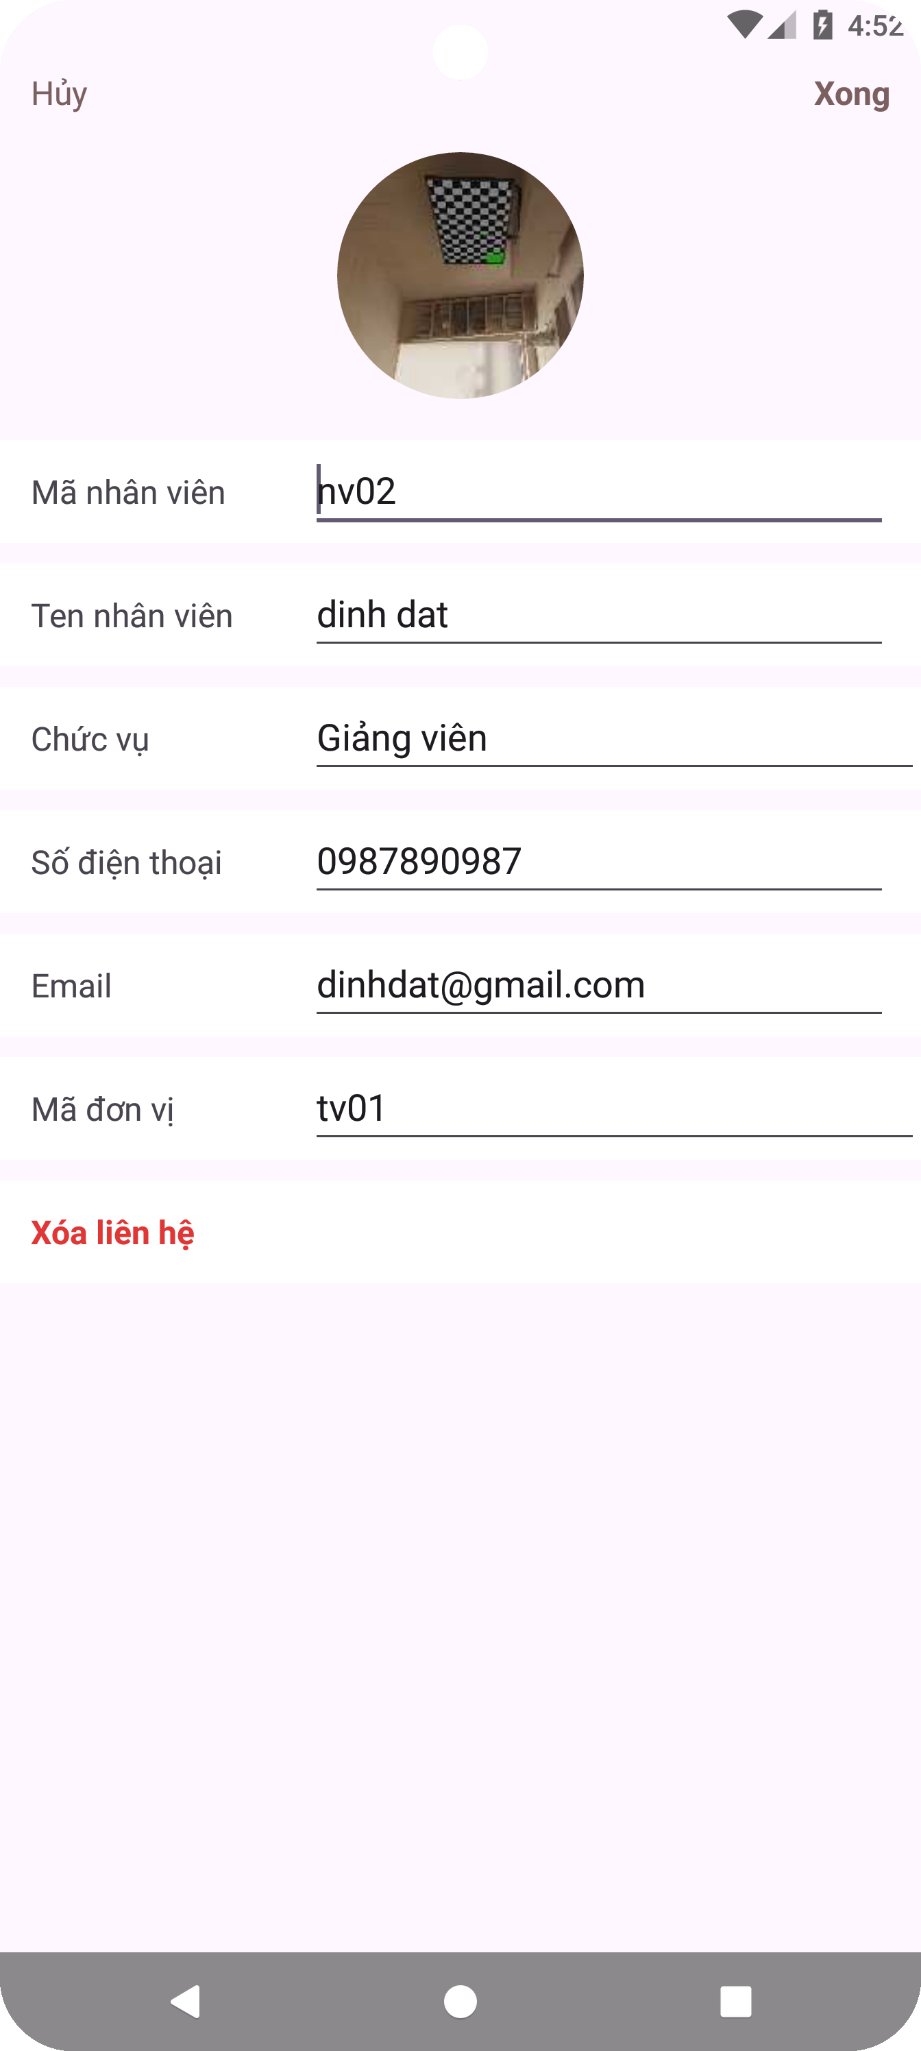 4:52
Hủy
Xong
Mã nhân viên nv02
Ten nhân viên dinh dat
Chức vụ Giảng viên
Số điện thoại 0987890987
Email dinhdat@gmail.com
Mã đơn vị tv01
Xóa liên hệ